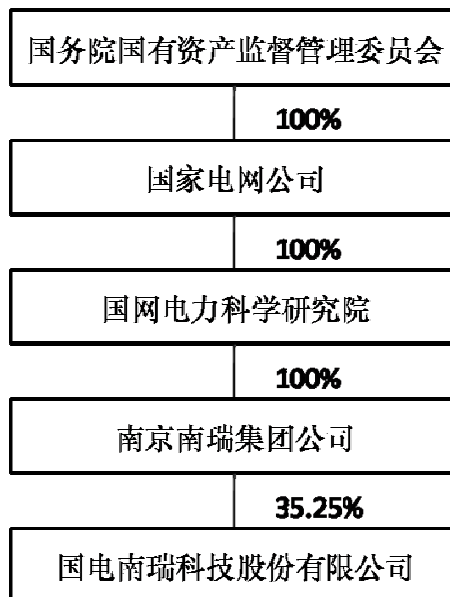 国务院国有资产监督管理委员会
100%
国家电网公司
100%
国网电力科学研究院
100%
南京南瑞集团公司
35.25%
国电南瑞科技股份有限公司